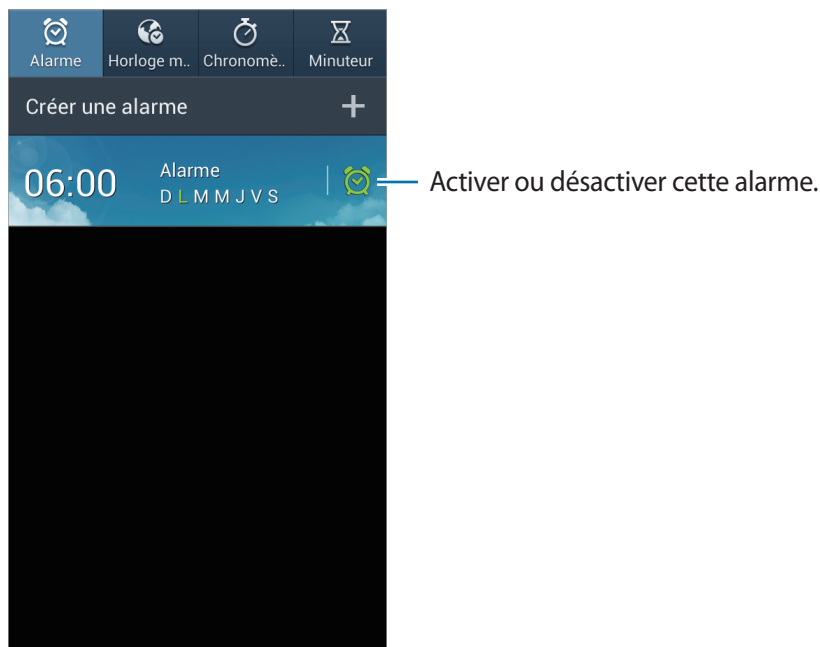 Alarme Horloge m.. Chronomè.. Minuteur
Créer une alarme +
06:00 Alarme
D L M M J V S
Activer ou désactiver cette alarme.